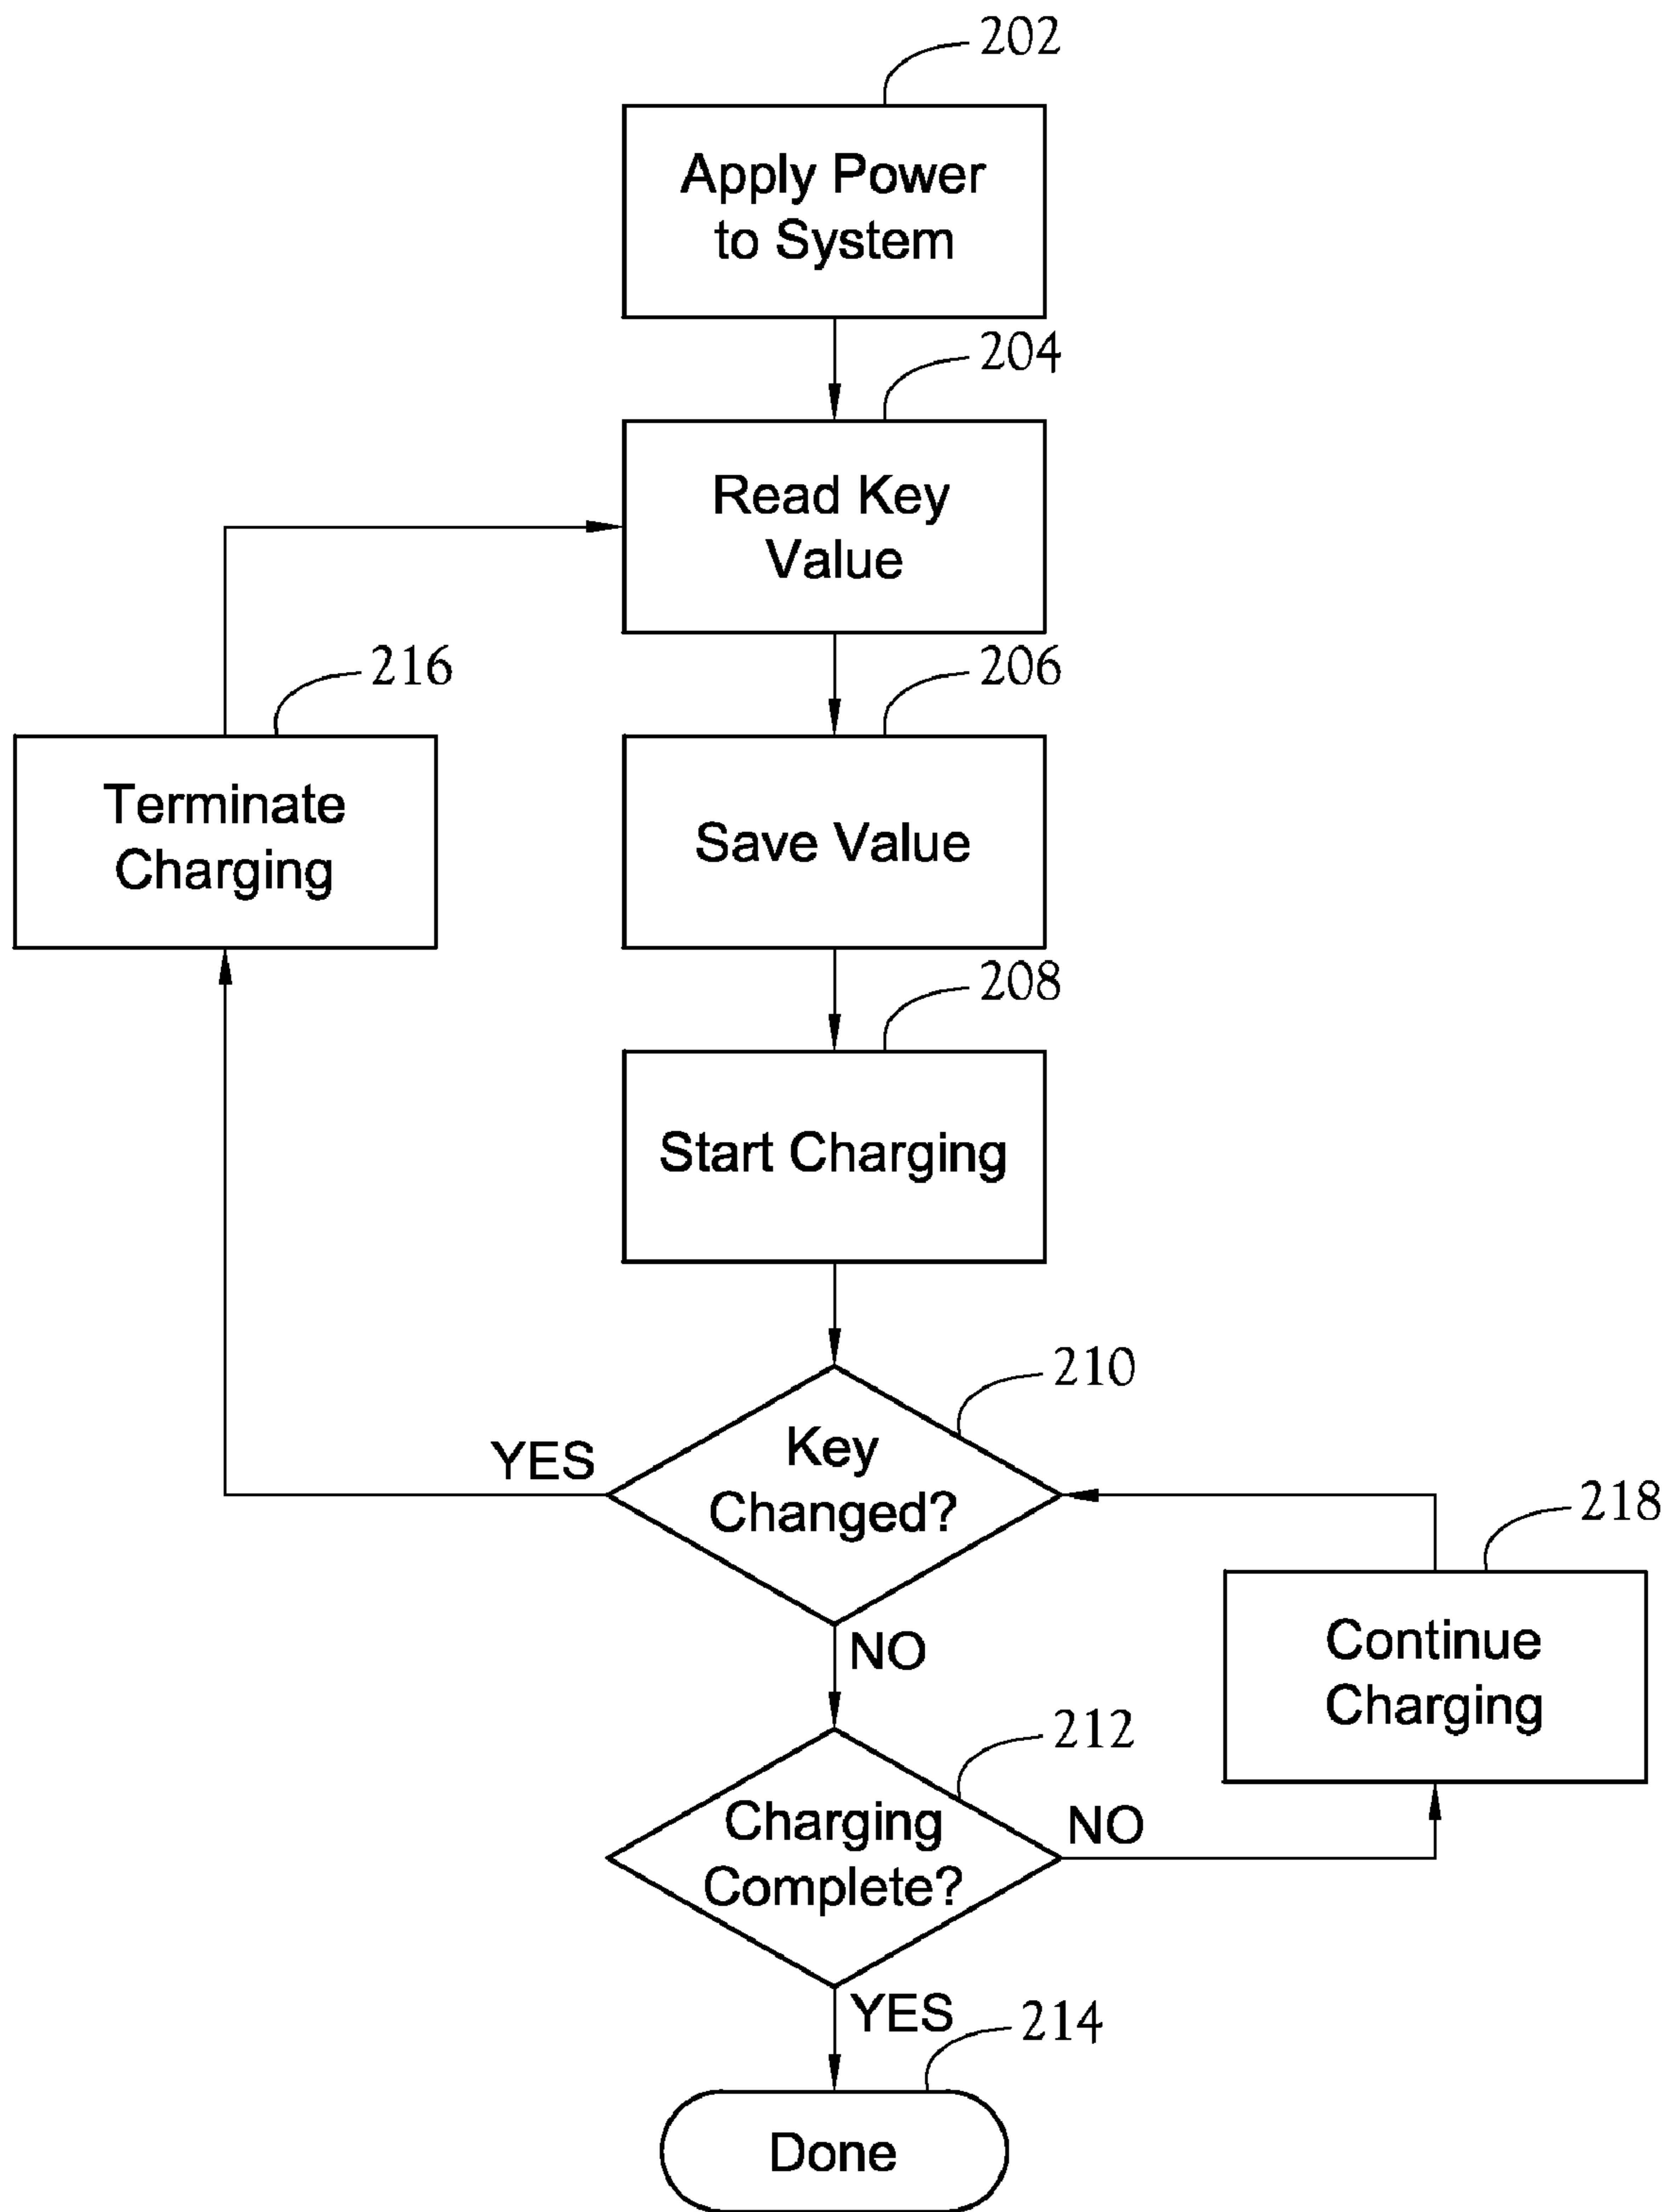 202
Apply Power
to System
204
Read Key
Value
216
206
Terminate
Charging
Save Value
208
Start Charging
210
YES
Key
Changed?
218
NO
Continue
Charging
212
Charging
Complete?
NO
YES
214
Done